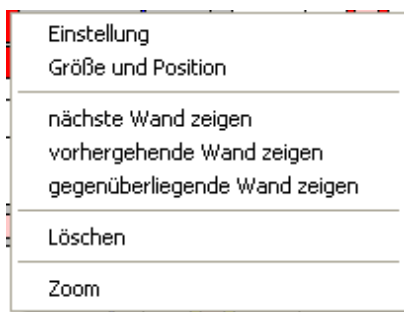 Einstellung
Größe und Position
nächste Wand zeigen
vorhergehende Wand zeigen
gegenüberliegende Wand zeigen
Löschen
Zoom